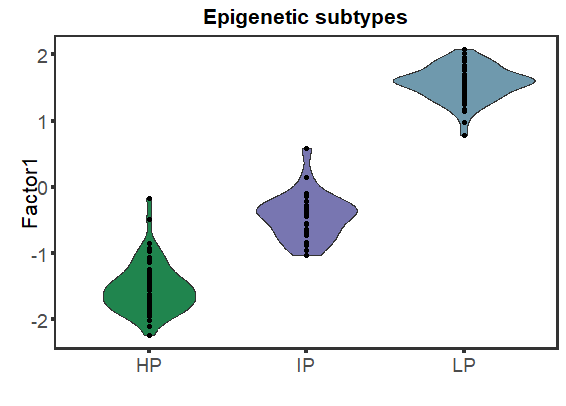 Epigenetic subtypes
Factor1
2
1
0
-1
-2
HP
IP
LP